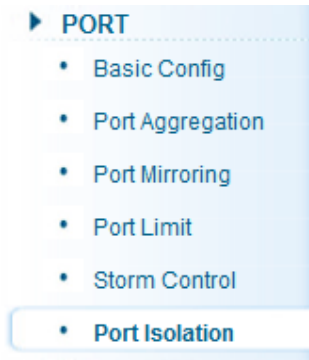 PORT
Basic Config
Port Aggregation
Port Mirroring
Port Limit
Storm Control
Port Isolation